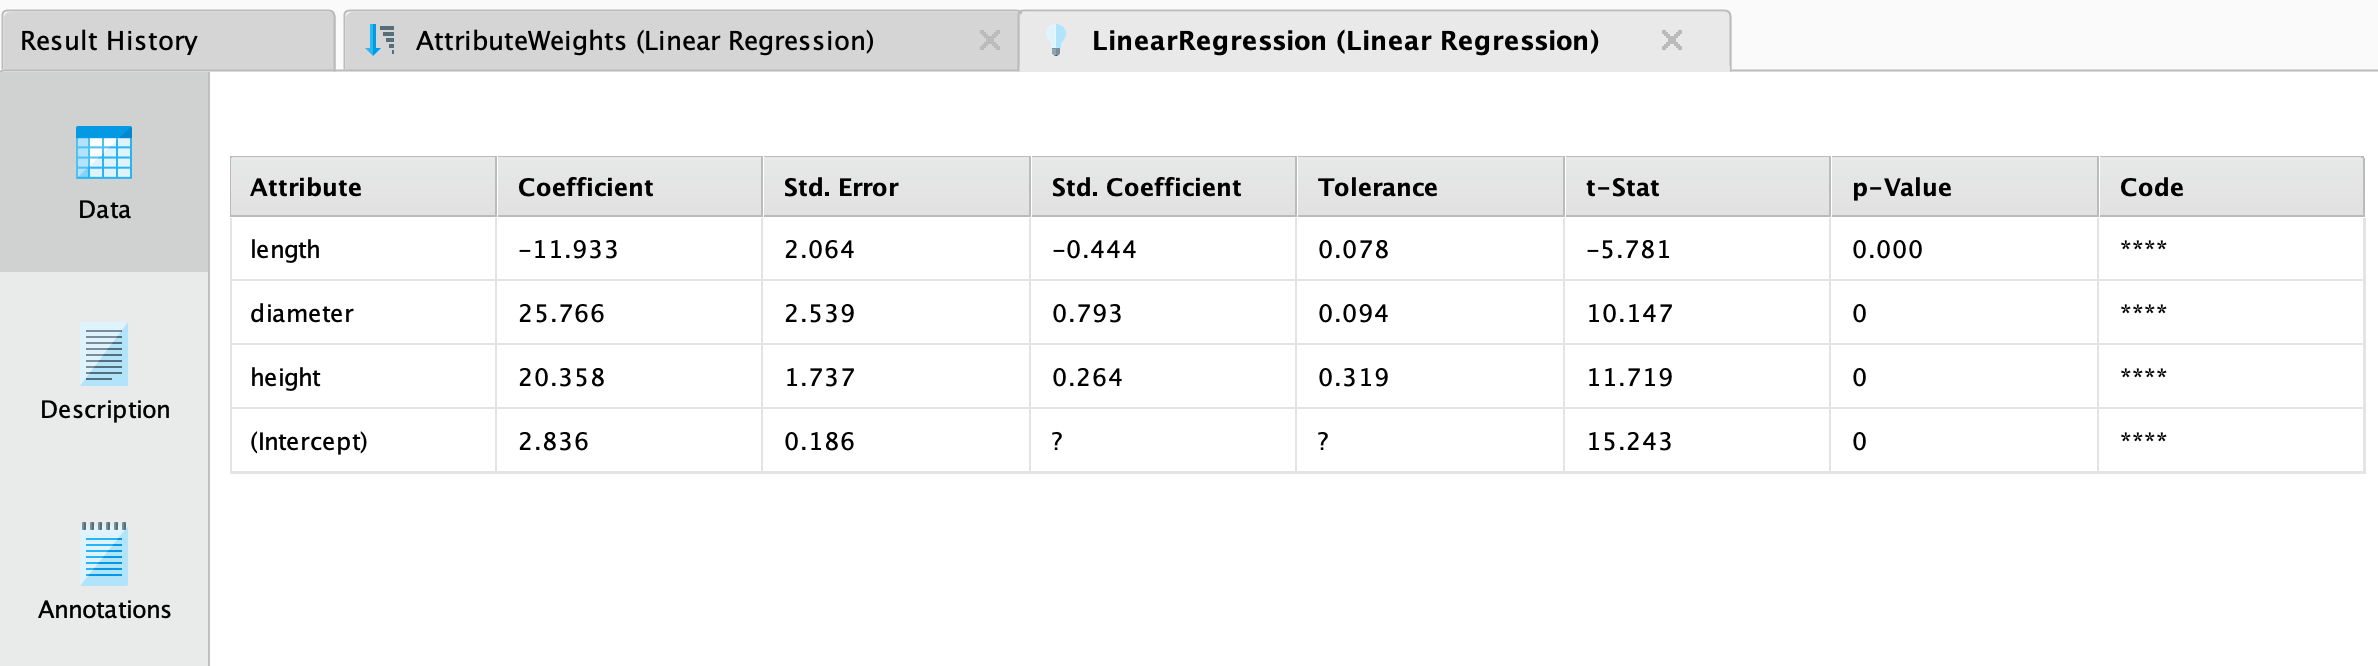 Result History
AttributeWeights (Linear Regression)
LinearRegression (Linear Regression)
Data
Description
Annotations
Attribute Coefficient Std. Error Std. Coefficient Tolerance t-Stat p-Value Code
length -11.933 2.064 -0.444 0.078 -5.781 0.000 ****
diameter 25.766 2.539 0.793 0.094 10.147 0 ****
height 20.358 1.737 0.264 0.319 11.719 0 ****
(Intercept) 2.836 0.186 ? ? 15.243 0 ****